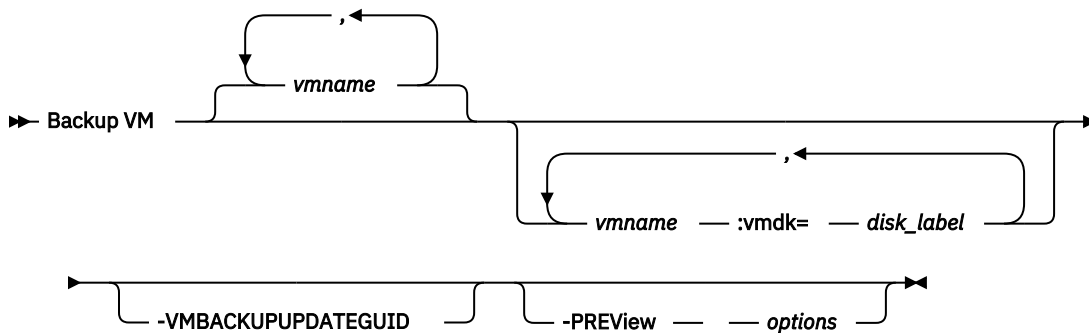 ,
vmname
Backup VM
,
vmname :vmdk= disk_label
-VMBACKUPUPDATEGUID -PREView options